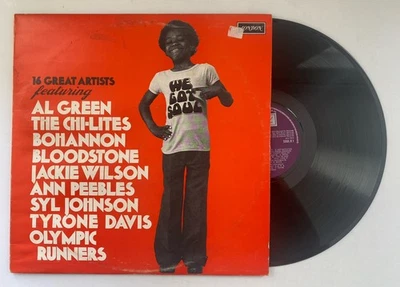 LONDON
16 GREAT ARTISTS
featuring
AL GREEN
THE CHI-LITES
BOHANNON
BLOODSTONE
JACKIE WILSON
ANN PEEBLES
SYL JOHNSON
TYRONE DAVIS
OLYMPIC
RUNNERS
WE
GOT
SOUL